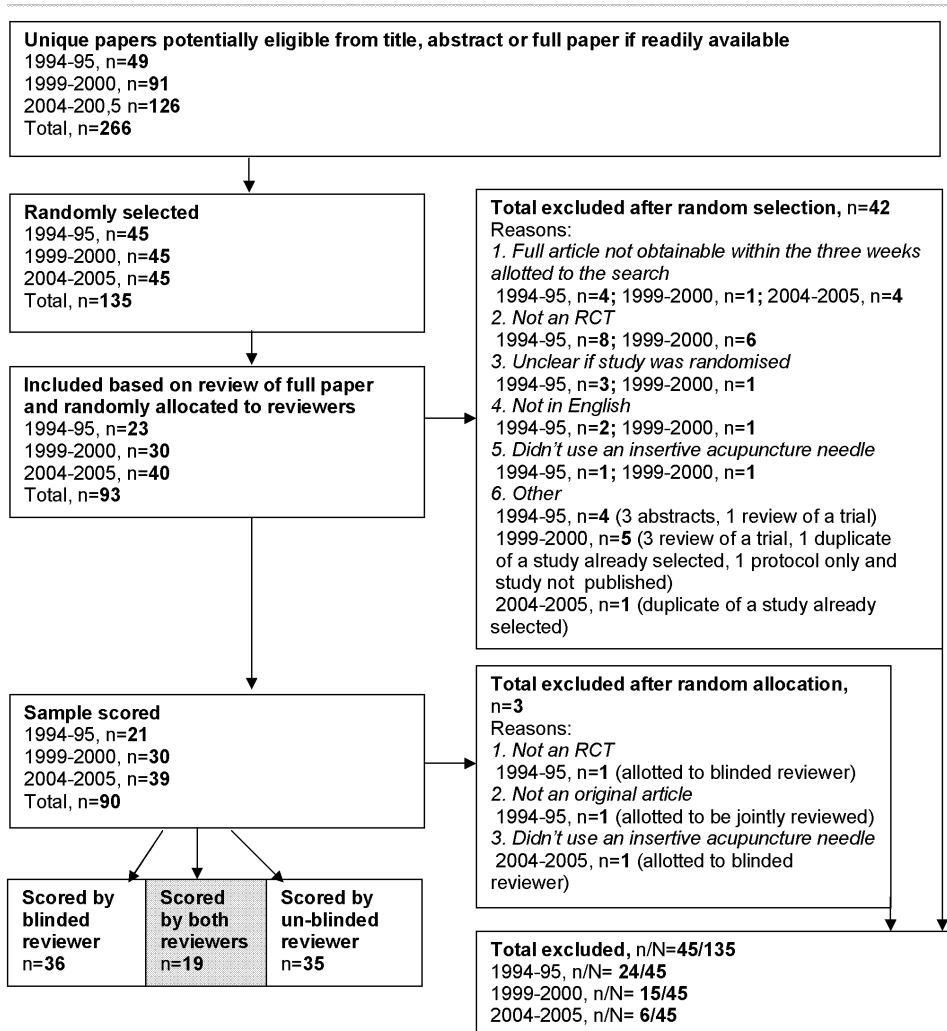 Unique papers potentially eligible from title, abstract or full paper if readily available
1994-95, n=49
1999-2000, n=91
2004-200,5 n=126
Total, n=266
Randomly selected
1994-95, n=45
1999-2000, n=45
2004-2005, n=45
Total, n=135
Total excluded after random selection, n=42
Reasons:
1. Full article not obtainable within the three weeks
allotted to the search
1994-95, n=4; 1999-2000, n=1; 2004-2005, n=4
2. Not an RCT
1994-95, n=8; 1999-2000, n=6
3. Unclear if study was randomised
1994-95, n=3; 1999-2000, n=1
4. Not in English
1994-95, n=2; 1999-2000, n=1
5. Didn't use an insertive acupuncture needle
1994-95, n=1; 1999-2000, n=1
6. Other
1994-95, n=4 (3 abstracts, 1 review of a trial)
1999-2000, n=5 (3 review of a trial, 1 duplicate
of a study already selected, 1 protocol only and
study not published)
2004-2005, n=1 (duplicate of a study already
selected)
Included based on review of full paper
and randomly allocated to reviewers
1994-95, n=23
1999-2000, n=30
2004-2005, n=40
Total, n=93
Sample scored
1994-95, n=21
1999-2000, n=30
2004-2005, n=39
Total, n=90
Total excluded after random allocation,
n=3
Reasons:
1. Not an RCT
1994-95, n=1 (allotted to blinded reviewer)
2. Not an original article
1994-95, n=1 (allotted to be jointly reviewed)
3. Didn't use an insertive acupuncture needle
2004-2005, n=1 (allotted to blinded
reviewer)
Scored by
blinded
reviewer
n=36
Scored
by both
reviewers
n=19
Scored by
un-blinded
reviewer
n=35
Total excluded, n/N=45/135
1994-95, n/N= 24/45
1999-2000, n/N= 15/45
2004-2005, n/N= 6/45